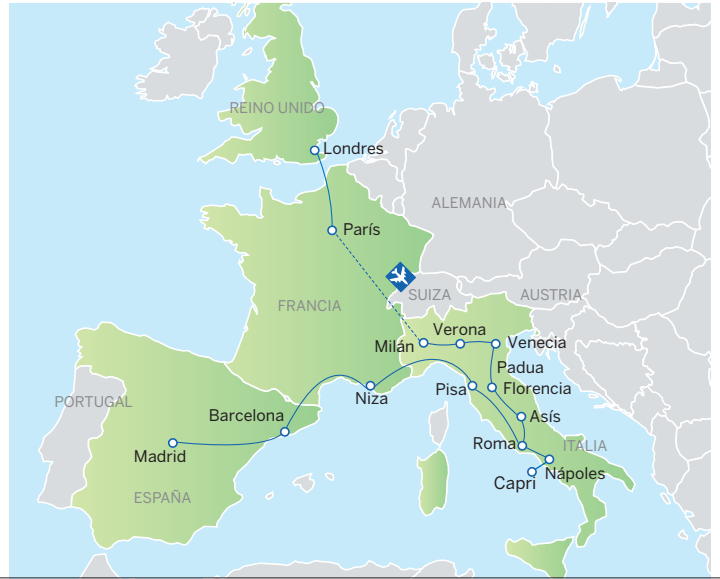 REINO UNIDO
Londres
ALEMANIA
París
FRANCIA
SUIZA
AUSTRIA
Verona
Milán
Venecia
Padua
Pisa
Florencia
Niza
PORTUGAL
Barcelona
Asís
Madrid
Roma
ITALIA
Nápoles
Capri
ESPAÑA